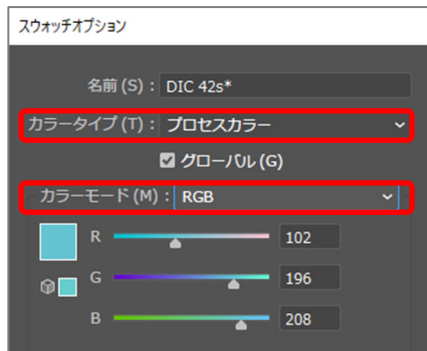 スウォッチオプション
名前 (S) : DIC 42s*
カラータイプ (T) : プロセスカラー
グローバル (G)
カラーモード (M) : RGB
R 102
G 196
B 208